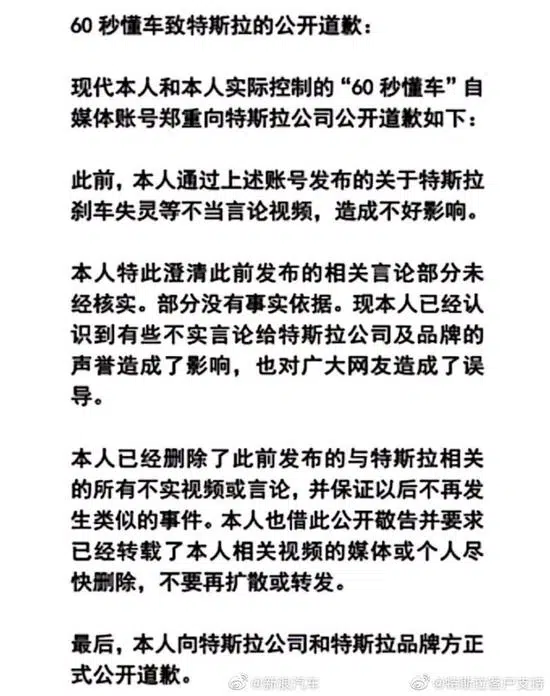 60 秒懂车致特斯拉的公开道歉：
现代本人和本人实际控制的“60 秒懂车”自
媒体账号郑重向特斯拉公司公开道歉如下：
此前，本人通过上述账号发布的关于特斯拉
刹车失灵等不当言论视频，造成不好影响。
本人特此澄清此前发布的相关言论部分未
经核实。部分没有事实依据。现本人已经认
识到有些不实言论给特斯拉公司及品牌的
声誉造成了影响，也对广大网友造成了误
导。
本人已经删除了此前发布的与特斯拉相关
的所有不实视频或言论，并保证以后不再发
生类似的事件。本人也借此公开敬告并要求
已经转载了本人相关视频的媒体或个人尽
快删除，不要再扩散或转发。
最后，本人向特斯拉公司和特斯拉品牌方正
式公开道歉。
@新浪汽车 @特斯拉客户支持